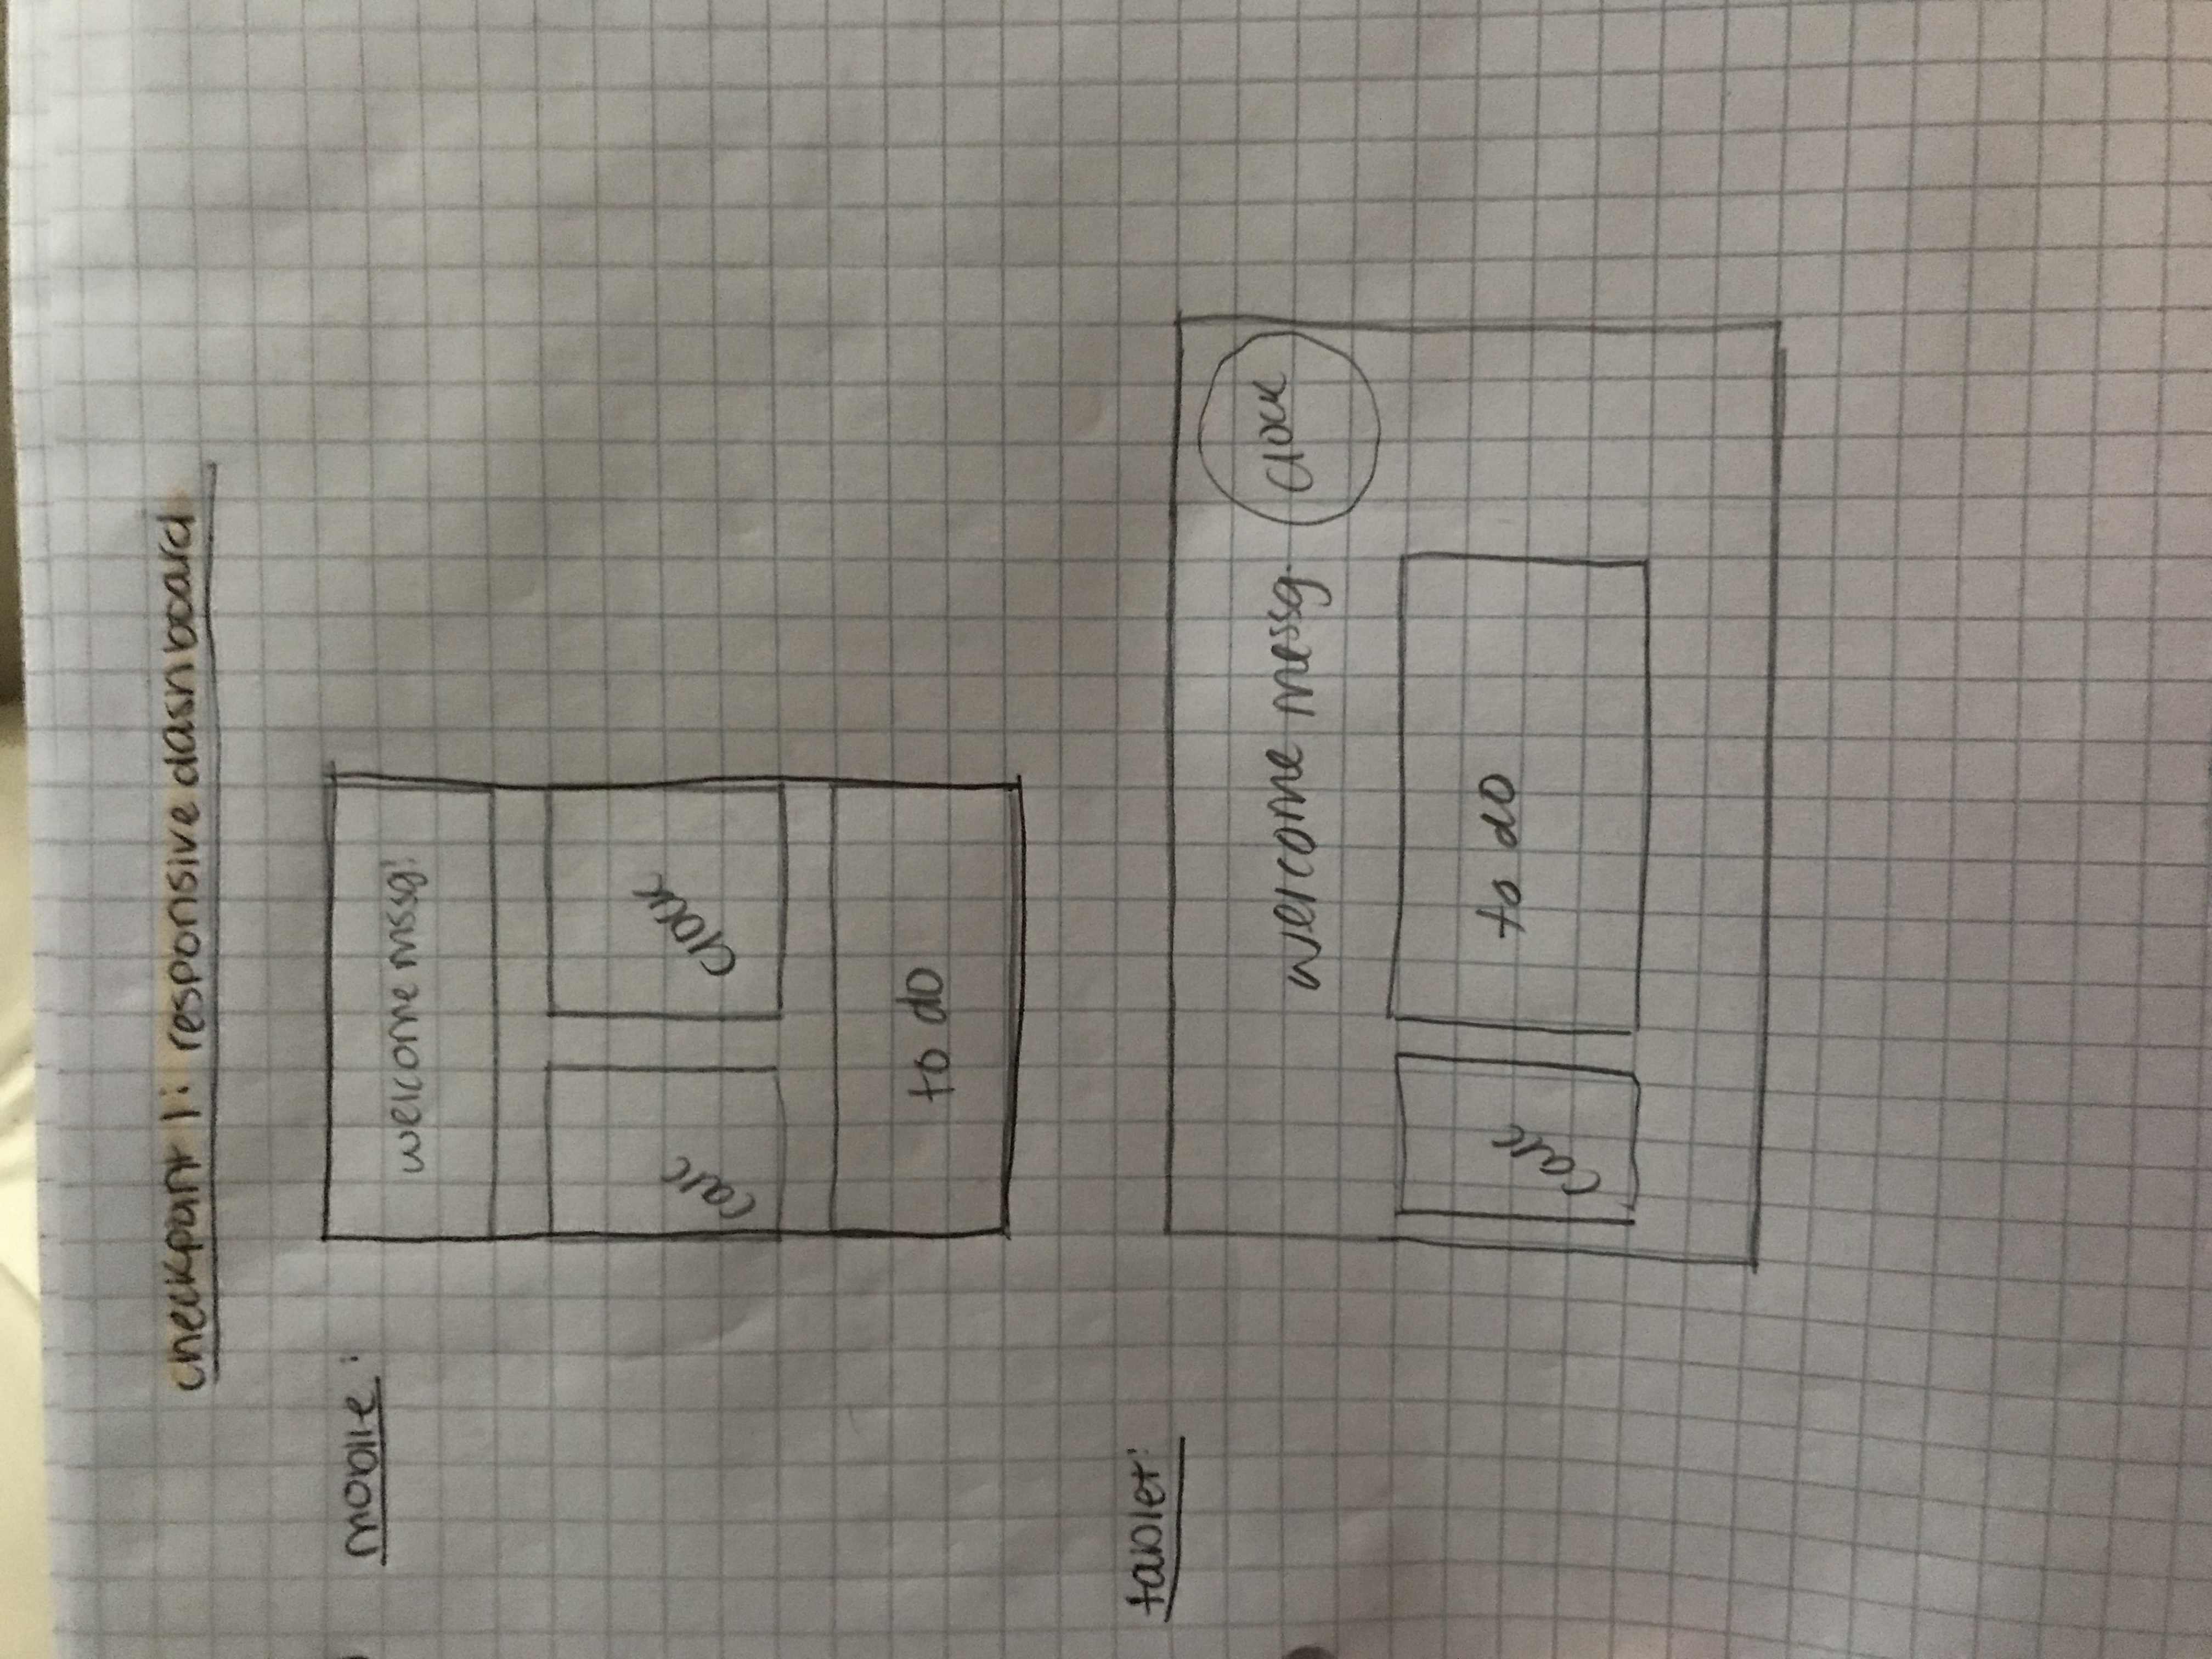 checkpoint 1: responsive dashboard
mobile:
welcome mssg!
calc
clock
to do
tablet:
welcome messg.
clock
calc
to do